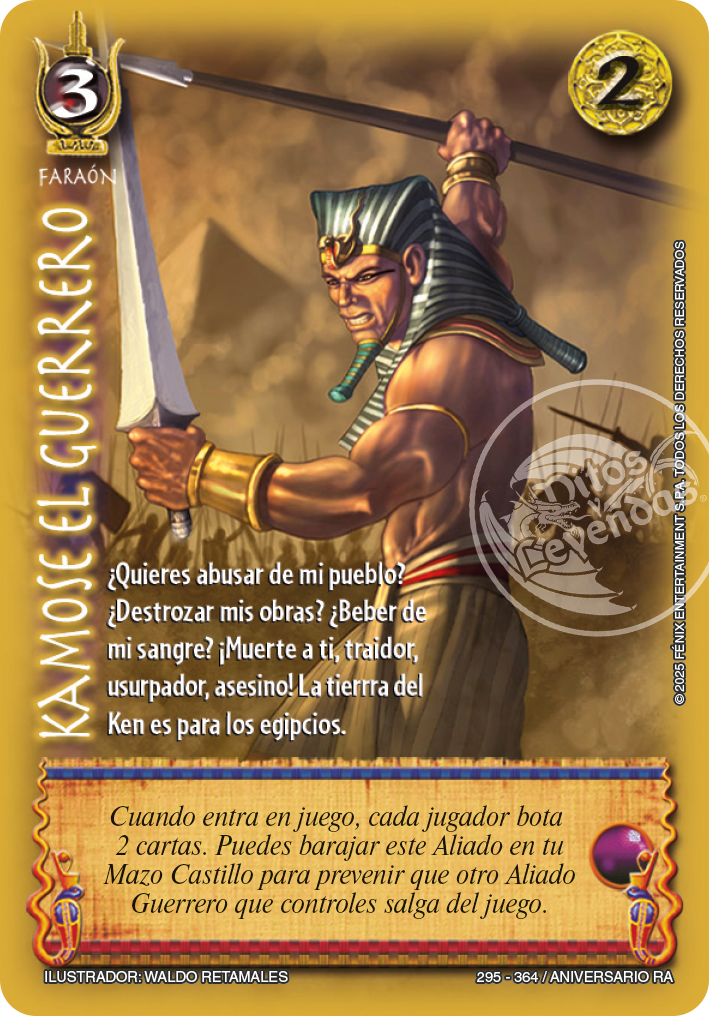 3
2
FARAÓN
KAMOSE EL GUERRERO
¿Quieres abusar de mi pueblo?
¿Destrozar mis obras? ¿Beber de
mi sangre? ¡Muerte a ti, traidor,
usurpador, asesino! La tierrra del
Ken es para los egipcios.
Mitos
y
Leyendas
®
© 2025 FÉNIX ENTERTAINMENT S.P.A. TODOS LOS DERECHOS RESERVADOS
Cuando entra en juego, cada jugador bota
2 cartas. Puedes barajar este Aliado en tu
Mazo Castillo para prevenir que otro Aliado
Guerrero que controles salga del juego.
ILUSTRADOR: WALDO RETAMALES
295 - 364 / ANIVERSARIO RA